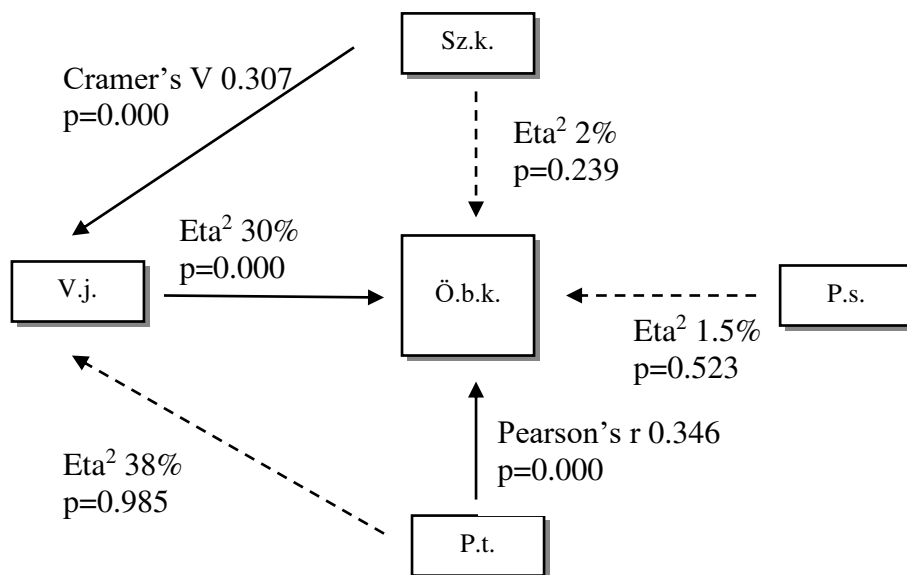 Sz.k.
Cramer's V 0.307
p=0.000
Eta² 2%
p=0.239
Eta² 30%
p=0.000
V.j.
Ö.b.k.
P.s.
Eta² 1.5%
p=0.523
Pearson's r 0.346
p=0.000
Eta² 38%
p=0.985
P.t.